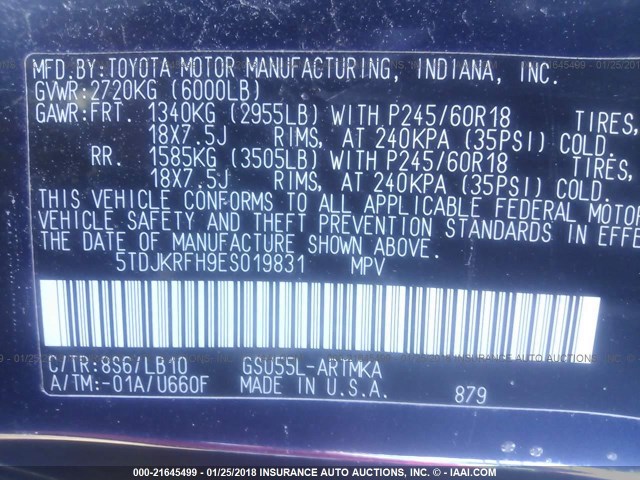 MFD.BY:TOYOTA MOTOR MANUFACTURING, INDIANA, INC.
GVWR:2720KG (6000LB)
GAWR:FRT. 1340KG (2955LB) WITH P245/60R18 TIRES,
18X7.5J RIMS, AT 240KPA (35PSI) COLD.
RR. 1585KG (3505LB) WITH P245/60R18 TIRES,
18X7.5J RIMS, AT 240KPA (35PSI) COLD.
THIS VEHICLE CONFORMS TO ALL APPLICABLE FEDERAL MOTOR
VEHICLE SAFETY AND THEFT PREVENTION STANDARDS IN EFFE
THE DATE OF MANUFACTURE SHOWN ABOVE.
5TDJKRFH9ES019831 MPV
C/TR:8S6/LB10 GSU55L-ARTMKA
A/TM:-01A/U660F MADE IN U.S.A. 879
000-21645499 - 01/25/2018 INSURANCE AUTO AUCTIONS, INC. - © - IAAI.COM